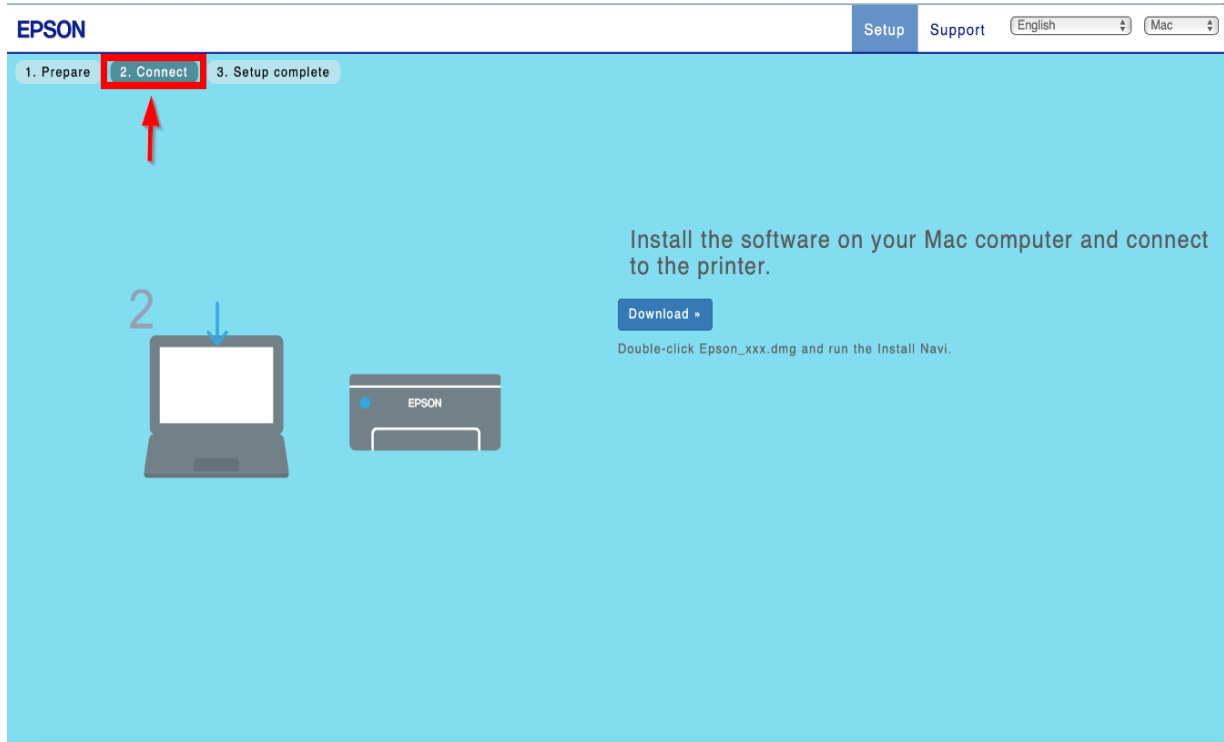 EPSON
Setup
Support
English
Mac
1. Prepare
2. Connect
3. Setup complete
Install the software on your Mac computer and connect
to the printer.
Download »
Double-click Epson_xxx.dmg and run the Install Navi.
2
EPSON